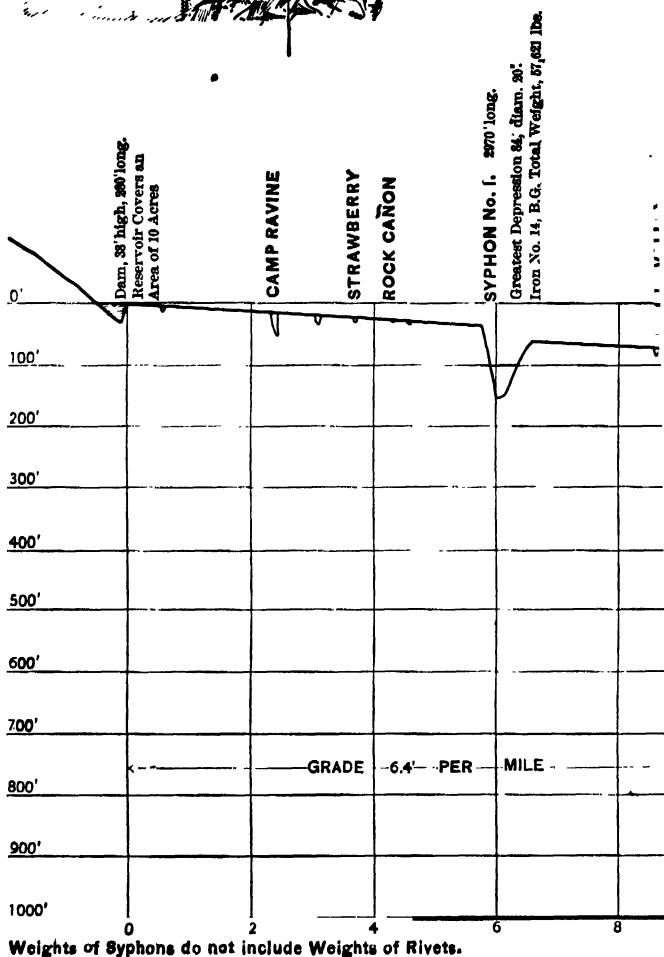 Dam, 38' high, 280' long.
Reservoir Covers an
Area of 10 Acres
CAMP RAVINE
STRAWBERRY
ROCK CAÑON
SYPHON No. 1. 2970' long.
Greatest Depression 84', diam. 20".
Iron No. 14, B.G. Total Weight, 57,621 lbs.
0'
100'
200'
300'
400'
500'
600'
700'
GRADE 6.4' PER MILE
800'
900'
1000'
0 2 4 6 8
Weights of Syphons do not include Weights of Rivets.